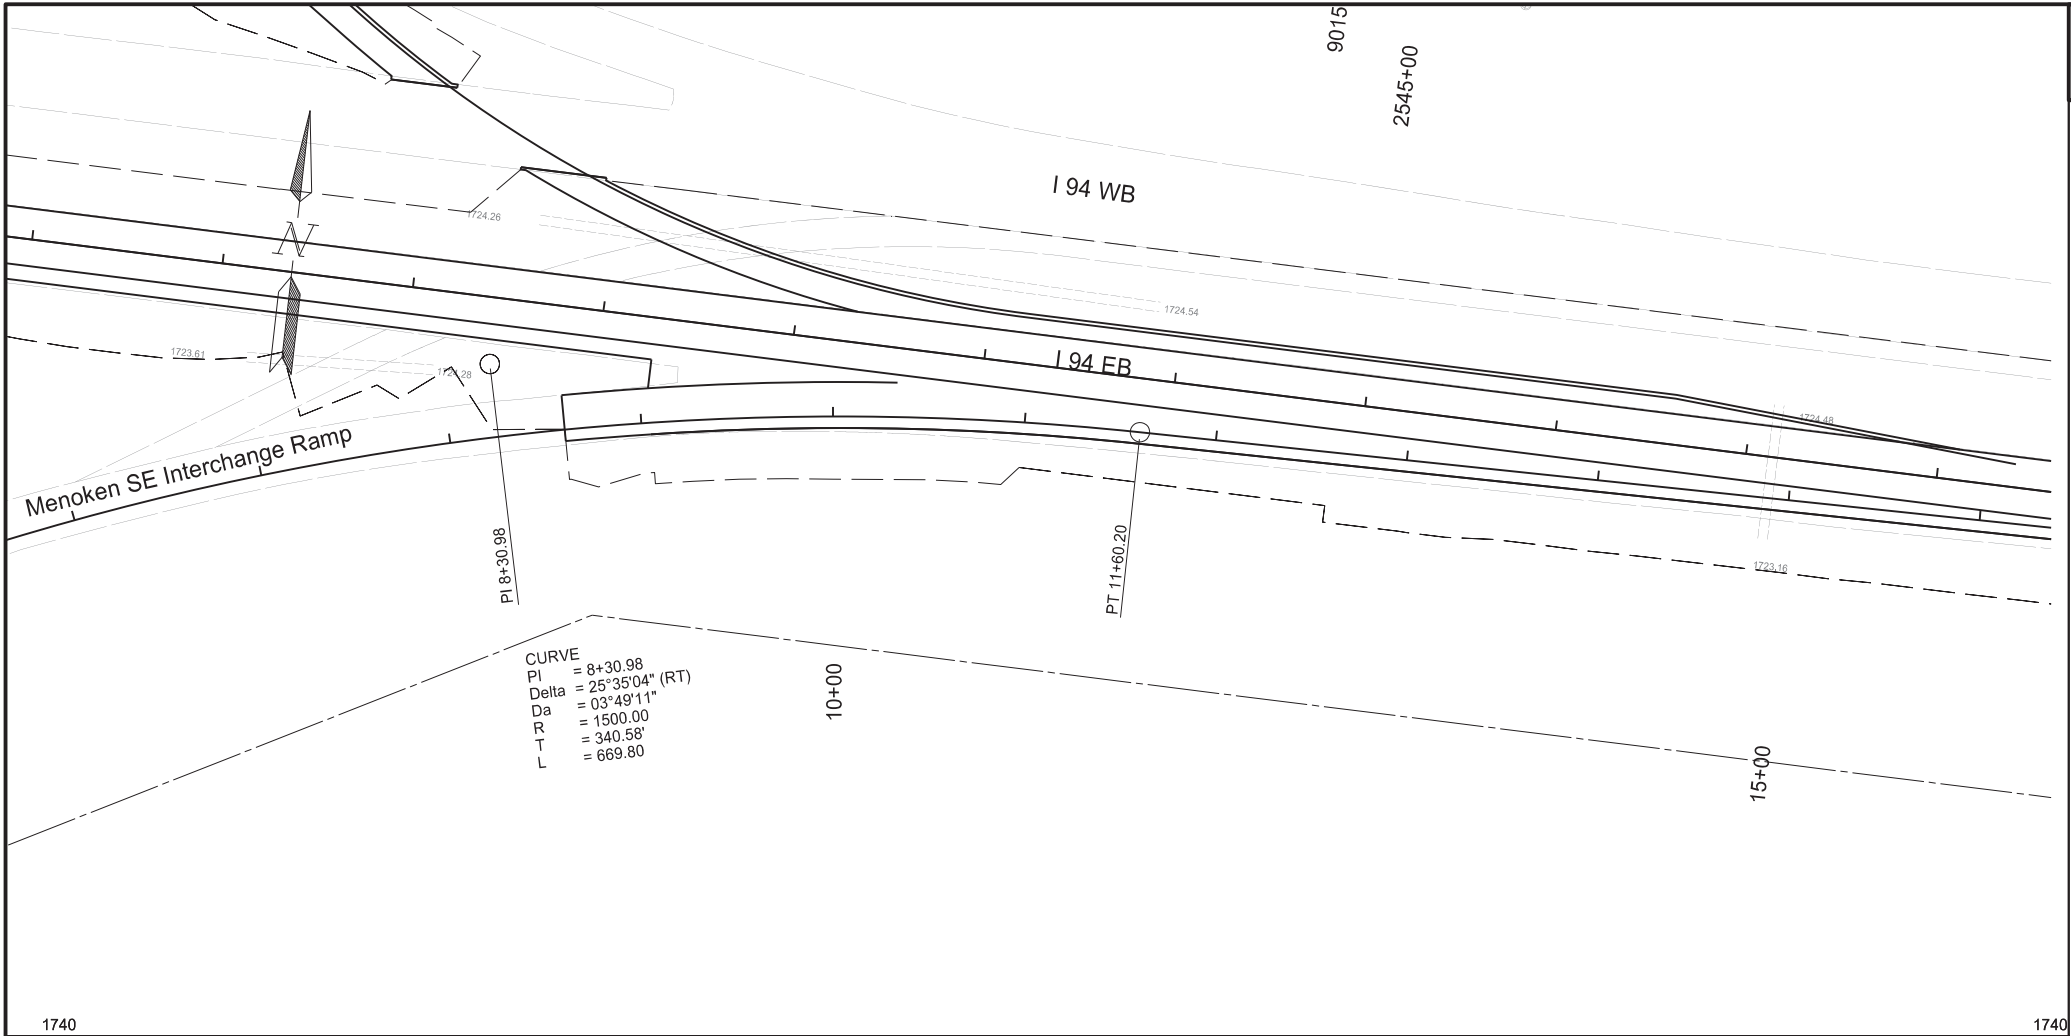 9015
2545+00
I 94 WB
N
1724.26
1724.54
1723.61
1724.28
I 94 EB
1724.48
Menoken SE Interchange Ramp
PI 8+30.98
PT 11+60.20
1723.16
CURVE
PI = 8+30.98
Delta = 25°35'04" (RT)
Da = 03°49'11"
R = 1500.00
T = 340.58'
L = 669.80
10+00
15+00
1740
1740